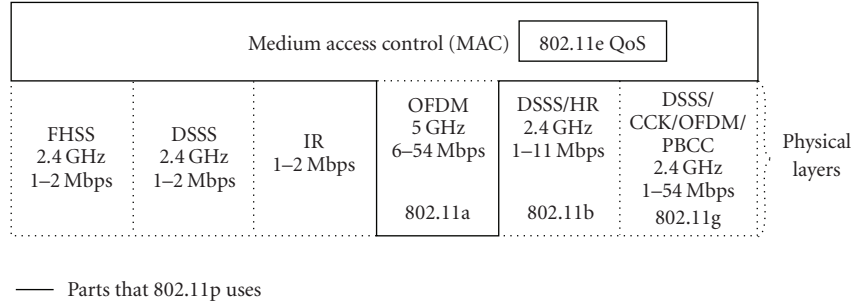 Medium access control (MAC) 802.11e QoS
FHSS
2.4 GHz
1–2 Mbps
DSSS
2.4 GHz
1–2 Mbps
IR
1–2 Mbps
OFDM
5 GHz
6–54 Mbps
802.11a
DSSS/HR
2.4 GHz
1–11 Mbps
802.11b
DSSS/
CCK/OFDM/
PBCC
2.4 GHz
1–54 Mbps
802.11g
Physical
layers
Parts that 802.11p uses